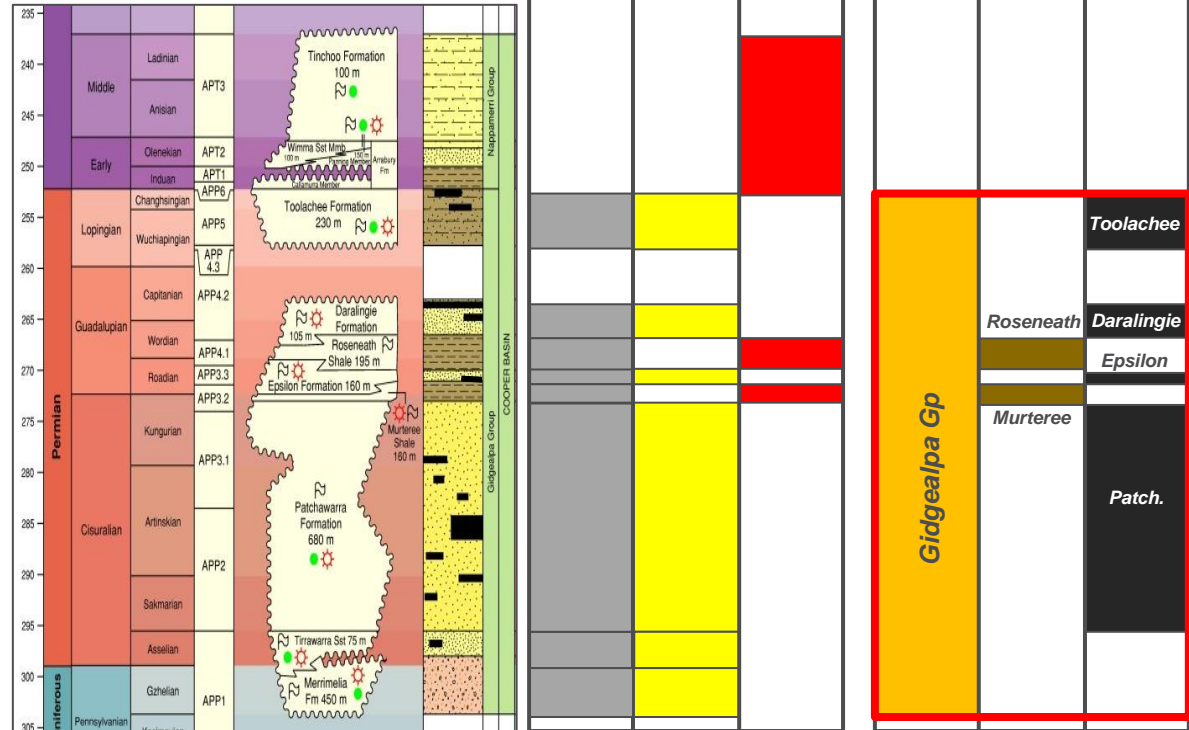 235
240
245
250
255
260
265
270
275
280
285
290
295
300
305
Permian
niferous
Middle
Early
Lopingian
Guadalupian
Cisuralian
Pennsylvanian
Ladinian
Anisian
Olenekian
Induan
Changhsingian
Wuchiapingian
Capitanian
Wordian
Roadian
Kungurian
Artinskian
Sakmarian
Asselian
Gzhelian
APT3
APT2
APT1
APP6
APP5
APP
4.3
APP4.2
APP4.1
APP3.3
APP3.2
APP3.1
APP2
APP1
Tinchoo Formation
100 m
Wimma Sst Mmb
100 m
150 m
Panning Member
Arrabury
Fm
Callamurra Member
Toolachee Formation
230 m
Daralingie
Formation
105 m
Roseneath
Shale 195 m
Epsilon Formation 160 m
Murteree
Shale
160 m
Patchawarra
Formation
680 m
Tirrawarra Sst 75 m
Merrimelia
Fm 450 m
Nappamerri Group
Gidgealpa Group
COOPER BASIN
Gidgealpa Gp
Roseneath
Murteree
Toolachee
Daralingie
Epsilon
Patch.